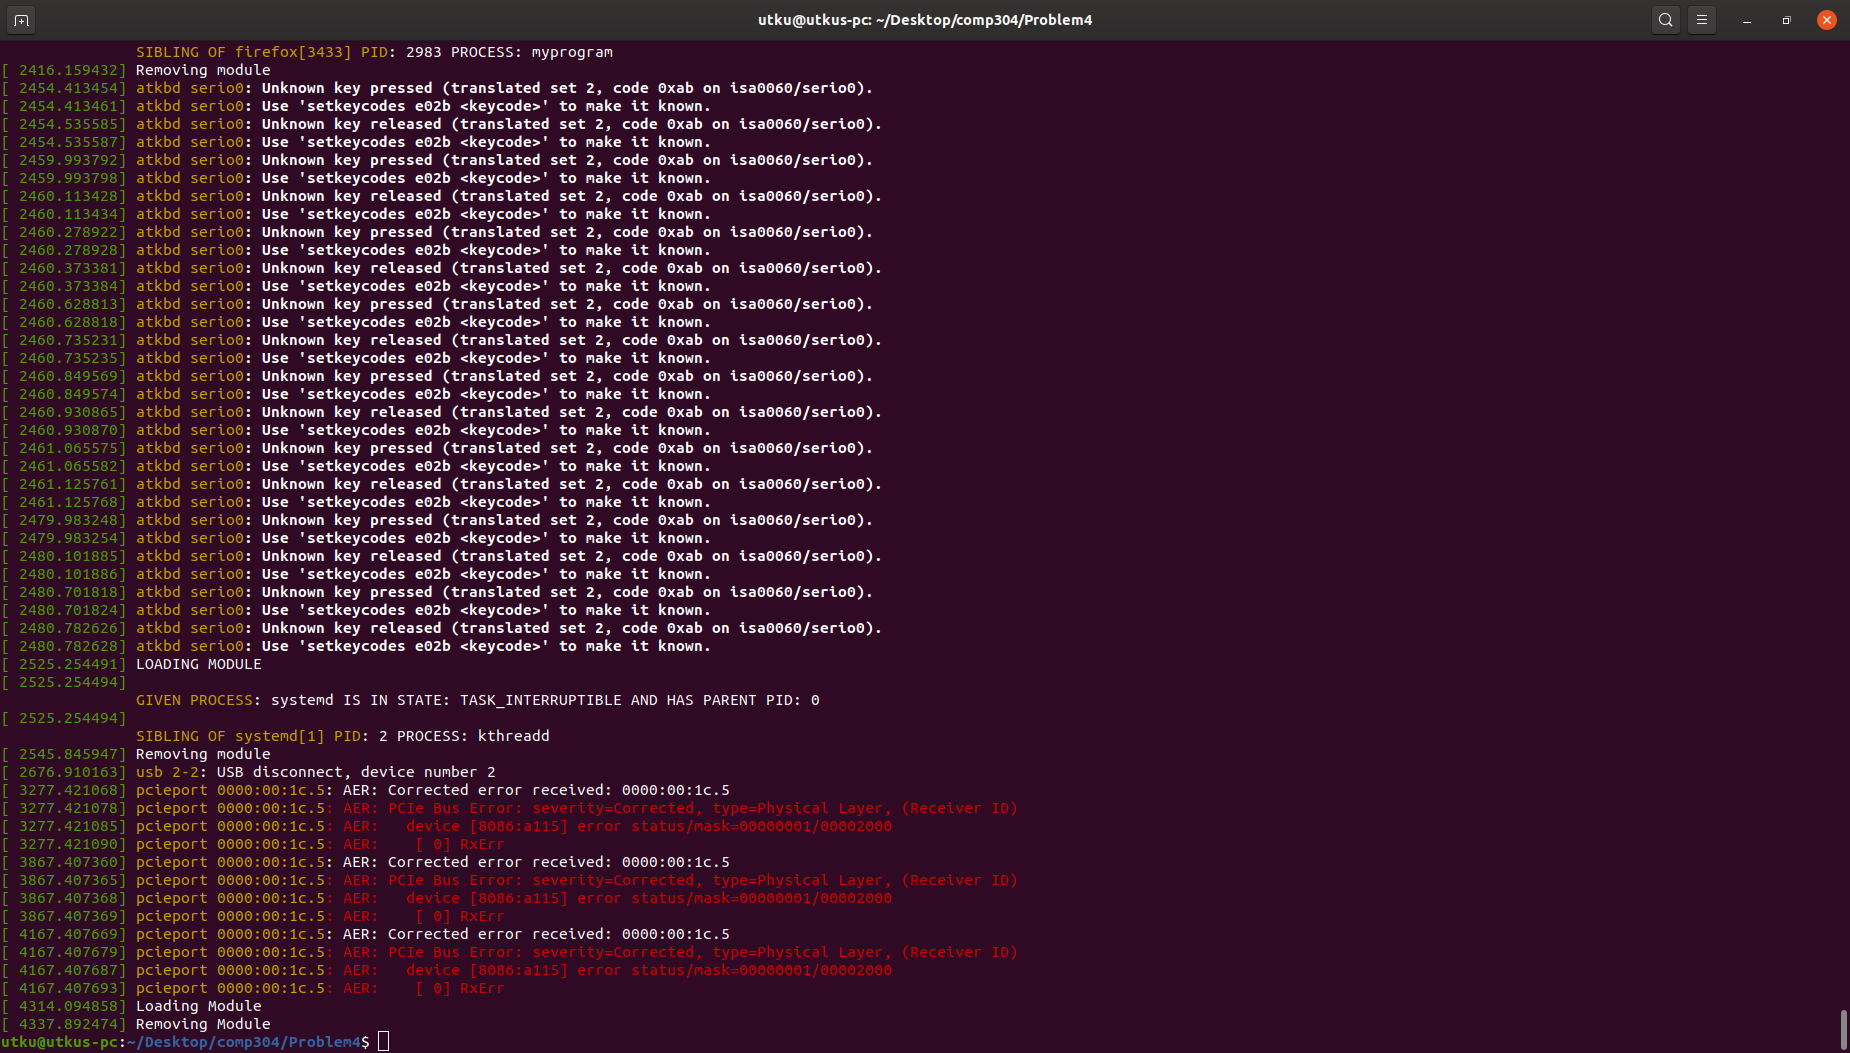 utku@utkus-pc: ~/Desktop/comp304/Problem4
SIBLING OF firefox[3433] PID: 2983 PROCESS: myprogram
[ 2416.159432] Removing module
[ 2454.413454] atkbd serio0: Unknown key pressed (translated set 2, code 0xab on isa0060/serio0).
[ 2454.413461] atkbd serio0: Use 'setkeycodes e02b <keycode>' to make it known.
[ 2454.535585] atkbd serio0: Unknown key released (translated set 2, code 0xab on isa0060/serio0).
[ 2454.535587] atkbd serio0: Use 'setkeycodes e02b <keycode>' to make it known.
[ 2459.993792] atkbd serio0: Unknown key pressed (translated set 2, code 0xab on isa0060/serio0).
[ 2459.993798] atkbd serio0: Use 'setkeycodes e02b <keycode>' to make it known.
[ 2460.113428] atkbd serio0: Unknown key released (translated set 2, code 0xab on isa0060/serio0).
[ 2460.113434] atkbd serio0: Use 'setkeycodes e02b <keycode>' to make it known.
[ 2460.278922] atkbd serio0: Unknown key pressed (translated set 2, code 0xab on isa0060/serio0).
[ 2460.278928] atkbd serio0: Use 'setkeycodes e02b <keycode>' to make it known.
[ 2460.373381] atkbd serio0: Unknown key released (translated set 2, code 0xab on isa0060/serio0).
[ 2460.373384] atkbd serio0: Use 'setkeycodes e02b <keycode>' to make it known.
[ 2460.628813] atkbd serio0: Unknown key pressed (translated set 2, code 0xab on isa0060/serio0).
[ 2460.628818] atkbd serio0: Use 'setkeycodes e02b <keycode>' to make it known.
[ 2460.735231] atkbd serio0: Unknown key released (translated set 2, code 0xab on isa0060/serio0).
[ 2460.735235] atkbd serio0: Use 'setkeycodes e02b <keycode>' to make it known.
[ 2460.849569] atkbd serio0: Unknown key pressed (translated set 2, code 0xab on isa0060/serio0).
[ 2460.849574] atkbd serio0: Use 'setkeycodes e02b <keycode>' to make it known.
[ 2460.930865] atkbd serio0: Unknown key released (translated set 2, code 0xab on isa0060/serio0).
[ 2460.930870] atkbd serio0: Use 'setkeycodes e02b <keycode>' to make it known.
[ 2461.065575] atkbd serio0: Unknown key pressed (translated set 2, code 0xab on isa0060/serio0).
[ 2461.065582] atkbd serio0: Use 'setkeycodes e02b <keycode>' to make it known.
[ 2461.125761] atkbd serio0: Unknown key released (translated set 2, code 0xab on isa0060/serio0).
[ 2461.125768] atkbd serio0: Use 'setkeycodes e02b <keycode>' to make it known.
[ 2479.983248] atkbd serio0: Unknown key pressed (translated set 2, code 0xab on isa0060/serio0).
[ 2479.983254] atkbd serio0: Use 'setkeycodes e02b <keycode>' to make it known.
[ 2480.101885] atkbd serio0: Unknown key released (translated set 2, code 0xab on isa0060/serio0).
[ 2480.101886] atkbd serio0: Use 'setkeycodes e02b <keycode>' to make it known.
[ 2480.701818] atkbd serio0: Unknown key pressed (translated set 2, code 0xab on isa0060/serio0).
[ 2480.701824] atkbd serio0: Use 'setkeycodes e02b <keycode>' to make it known.
[ 2480.782626] atkbd serio0: Unknown key released (translated set 2, code 0xab on isa0060/serio0).
[ 2480.782628] atkbd serio0: Use 'setkeycodes e02b <keycode>' to make it known.
[ 2525.254491] LOADING MODULE
[ 2525.254494]
GIVEN PROCESS: systemd IS IN STATE: TASK_INTERRUPTIBLE AND HAS PARENT PID: 0
[ 2525.254494]
SIBLING OF systemd[1] PID: 2 PROCESS: kthreadd
[ 2545.845947] Removing module
[ 2676.910163] usb 2-2: USB disconnect, device number 2
[ 3277.421068] pcieport 0000:00:1c.5: AER: Corrected error received: 0000:00:1c.5
[ 3277.421078] pcieport 0000:00:1c.5: AER: PCIe Bus Error: severity=Corrected, type=Physical Layer, (Receiver ID)
[ 3277.421085] pcieport 0000:00:1c.5: AER:   device [8086:a115] error status/mask=00000001/00002000
[ 3277.421090] pcieport 0000:00:1c.5: AER:    [ 0] RxErr
[ 3867.407360] pcieport 0000:00:1c.5: AER: Corrected error received: 0000:00:1c.5
[ 3867.407365] pcieport 0000:00:1c.5: AER: PCIe Bus Error: severity=Corrected, type=Physical Layer, (Receiver ID)
[ 3867.407368] pcieport 0000:00:1c.5: AER:   device [8086:a115] error status/mask=00000001/00002000
[ 3867.407369] pcieport 0000:00:1c.5: AER:    [ 0] RxErr
[ 4167.407669] pcieport 0000:00:1c.5: AER: Corrected error received: 0000:00:1c.5
[ 4167.407679] pcieport 0000:00:1c.5: AER: PCIe Bus Error: severity=Corrected, type=Physical Layer, (Receiver ID)
[ 4167.407687] pcieport 0000:00:1c.5: AER:   device [8086:a115] error status/mask=00000001/00002000
[ 4167.407693] pcieport 0000:00:1c.5: AER:    [ 0] RxErr
[ 4314.094858] Loading Module
[ 4337.892474] Removing Module
utku@utkus-pc:~/Desktop/comp304/Problem4$